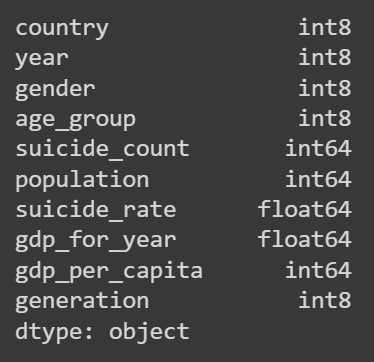 country int8
year int8
gender int8
age_group int8
suicide_count int64
population int64
suicide_rate float64
gdp_for_year float64
gdp_per_capita int64
generation int8
dtype: object